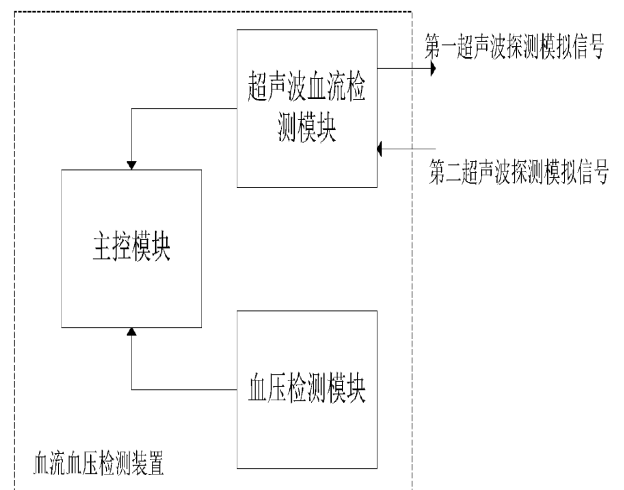 超声波血流检
测模块
第一超声波探测模拟信号
第二超声波探测模拟信号
主控模块
血压检测模块
血流血压检测装置